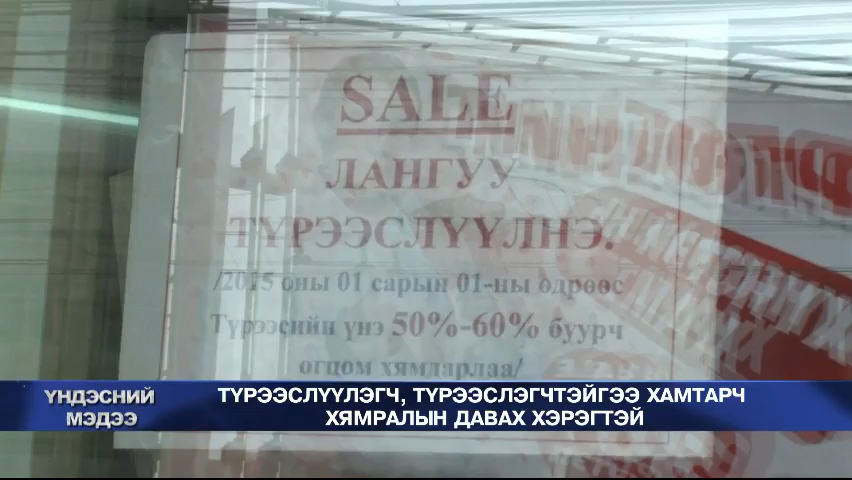 SALE
ЛАНГУУ
ТҮРЭЭСЛҮҮЛНЭ.
/2015 оны 01 сарын 01-ны өдрөөс
Түрээсийн үнэ 50%-60% буурч
огцом хямдарлаа/
ҮНДЭСНИЙ
МЭДЭЭ
ТҮРЭЭСЛҮҮЛЭГЧ, ТҮРЭЭСЛЭГЧТЭЙГЭЭ ХАМТАРЧ
ХЯМРАЛЫН ДАВАХ ХЭРЭГТЭЙ